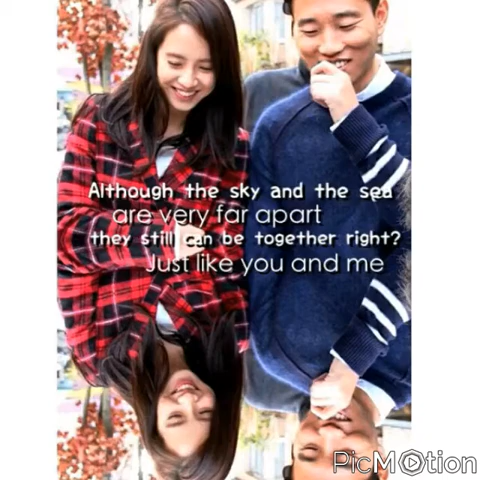 Although the sky and the sea
are very far apart
they still can be together right?
Just like you and me
PicMotion